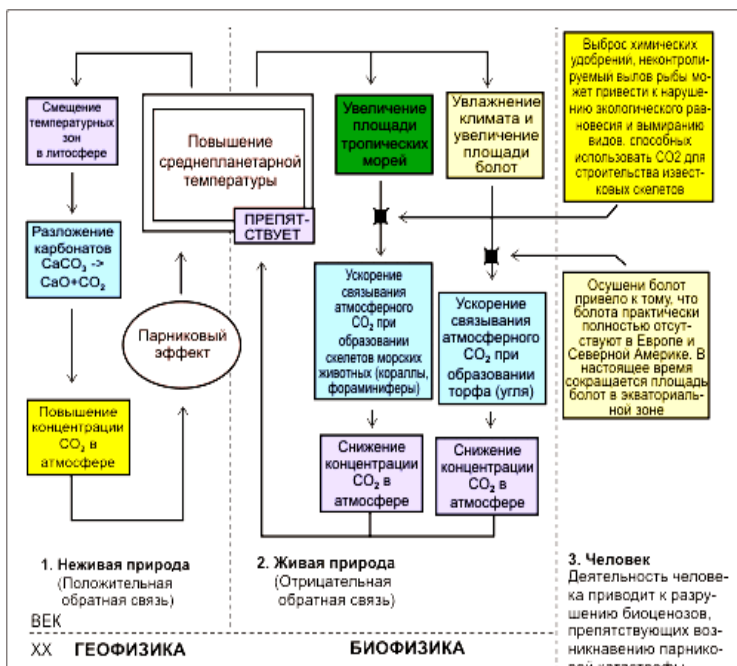 Смещение
температурных
зон
в литосфере
Разложение
карбонатов
CaCO₃ ->
CaO+CO₂
Повышение
концентрации
CO₂ в
атмосфере
Повышение
среднепланетарной
температуры
ПРЕПЯТ-
СТВУЕТ
Парниковый
эффект
Увеличение
площади
тропических
морей
Увлажнение
климата и
увеличение
площади
болот
Ускорение
связывания
атмосферного
CO₂ при
образовании
скелетов морских
животных (кораллы,
фораминиферы)
Ускорение
связывания
атмосферного
CO₂ при
образовании
торфа (угля)
Снижение
концентрации
CO₂ в
атмосфере
Снижение
концентрации
CO₂ в
атмосфере
Выброс химических
удобрений, неконтроли-
руемый вылов рыбы мо-
жет привести к наруше-
нию экологического рав-
новесия и вымиранию
видов. способных
использовать CO2 для
строительства извест-
ковых скелетов
Осушени болот
привело к тому, что
болота практически
полностью отсут-
ствуют в Европе и
Северной Америке. В
настоящее время
сокращается площадь
болот в экваториаль-
ной зоне
1. Неживая природа
(Положительная
обратная связь)
2. Живая природа
(Отрицательная
обратная связь)
3. Человек
Деятельность челове-
ка приводит к разру-
шению биоценозов,
препятствующих воз-
никнавению парнико-
вой катастрофы
ВЕК
XX ГЕОФИЗИКА
БИОФИЗИКА